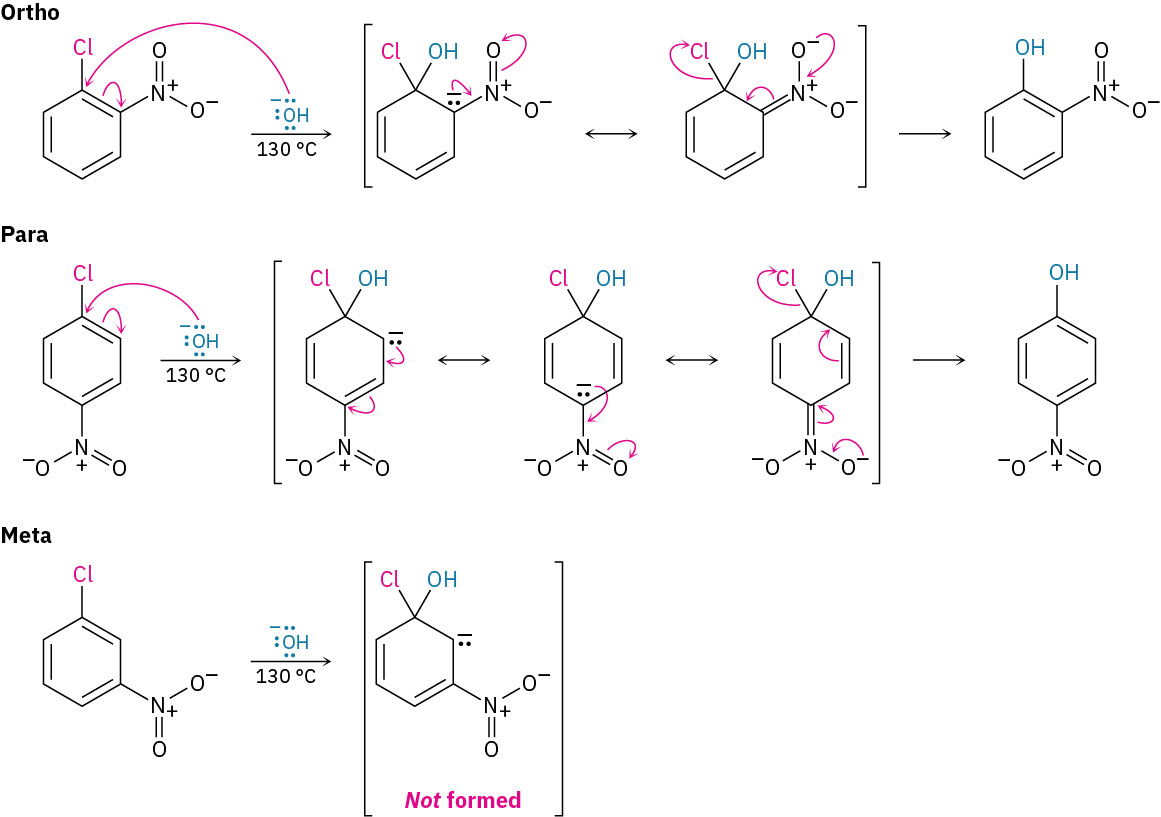 Ortho
Cl
O
N+
O−
−:OH
130 °C
Cl OH
O
N+
O−
Cl OH
O−
N+
O−
OH
O
N+
O−
Para
Cl
−:OH
130 °C
N+
−O O
Cl OH
N+
−O O
Cl OH
N+
−O O
Cl OH
N+
−O O−
OH
N+
−O O
Meta
Cl
−:OH
130 °C
N+
O−
O
Cl OH
N+
O−
O
Not formed